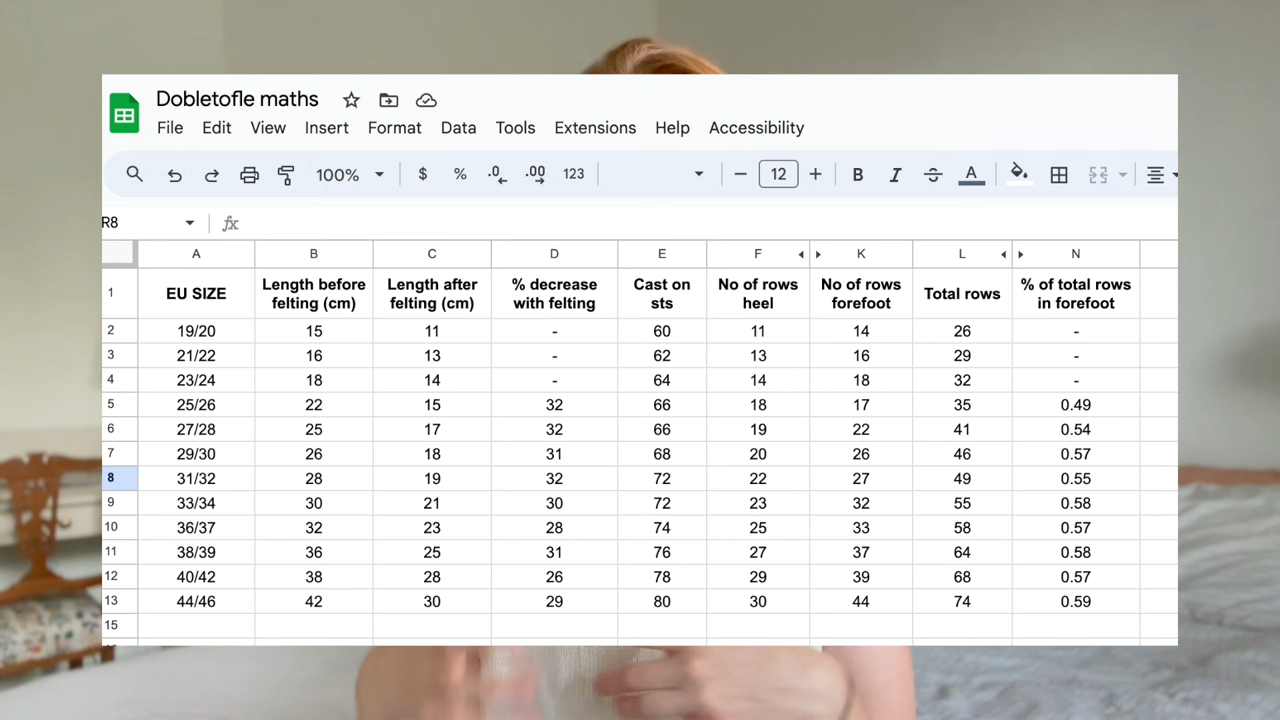 Dobletofle maths
File Edit View Insert Format Data Tools Extensions Help Accessibility
100% $ % .0 .00 123 12 B I A
R8 fx
A B C D E F K L N
1 EU SIZE Length before felting (cm) Length after felting (cm) % decrease with felting Cast on sts No of rows heel No of rows forefoot Total rows % of total rows in forefoot
2 19/20 15 11 - 60 11 14 26 -
3 21/22 16 13 - 62 13 16 29 -
4 23/24 18 14 - 64 14 18 32 -
5 25/26 22 15 32 66 18 17 35 0.49
6 27/28 25 17 32 66 19 22 41 0.54
7 29/30 26 18 31 68 20 26 46 0.57
8 31/32 28 19 32 72 22 27 49 0.55
9 33/34 30 21 30 72 23 32 55 0.58
10 36/37 32 23 28 74 25 33 58 0.57
11 38/39 36 25 31 76 27 37 64 0.58
12 40/42 38 28 26 78 29 39 68 0.57
13 44/46 42 30 29 80 30 44 74 0.59
15